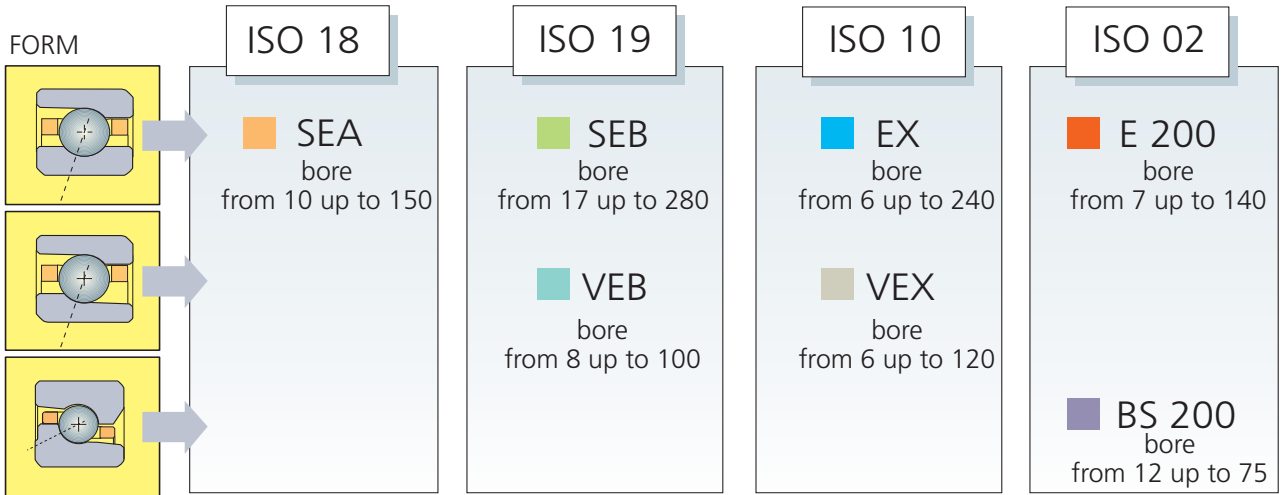 FORM
ISO 18
ISO 19
ISO 10
ISO 02
SEA
bore
from 10 up to 150
SEB
bore
from 17 up to 280
EX
bore
from 6 up to 240
E 200
bore
from 7 up to 140
VEB
bore
from 8 up to 100
VEX
bore
from 6 up to 120
BS 200
bore
from 12 up to 75